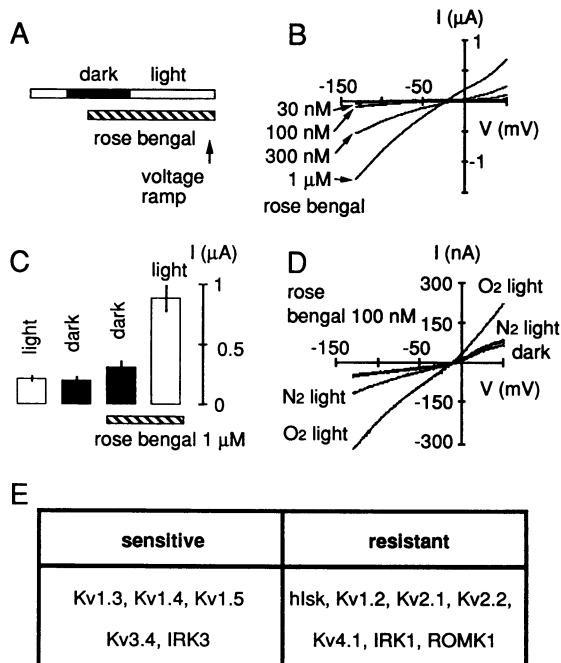 A
dark light
rose bengal
voltage
ramp
B
I (µA)
1
-150 -50
30 nM
100 nM
300 nM
1 µM
rose bengal
V (mV)
-1
C
I (µA)
light
dark
dark
light
1
0.5
0
rose bengal 1 µM
D
I (nA)
rose
bengal 100 nM
300
150
O2 light
N2 light
dark
-150 -50
V (mV)
N2 light
O2 light
-150
-300
E
sensitive resistant
Kv1.3, Kv1.4, Kv1.5 hIsk, Kv1.2, Kv2.1, Kv2.2,
Kv3.4, IRK3 Kv4.1, IRK1, ROMK1